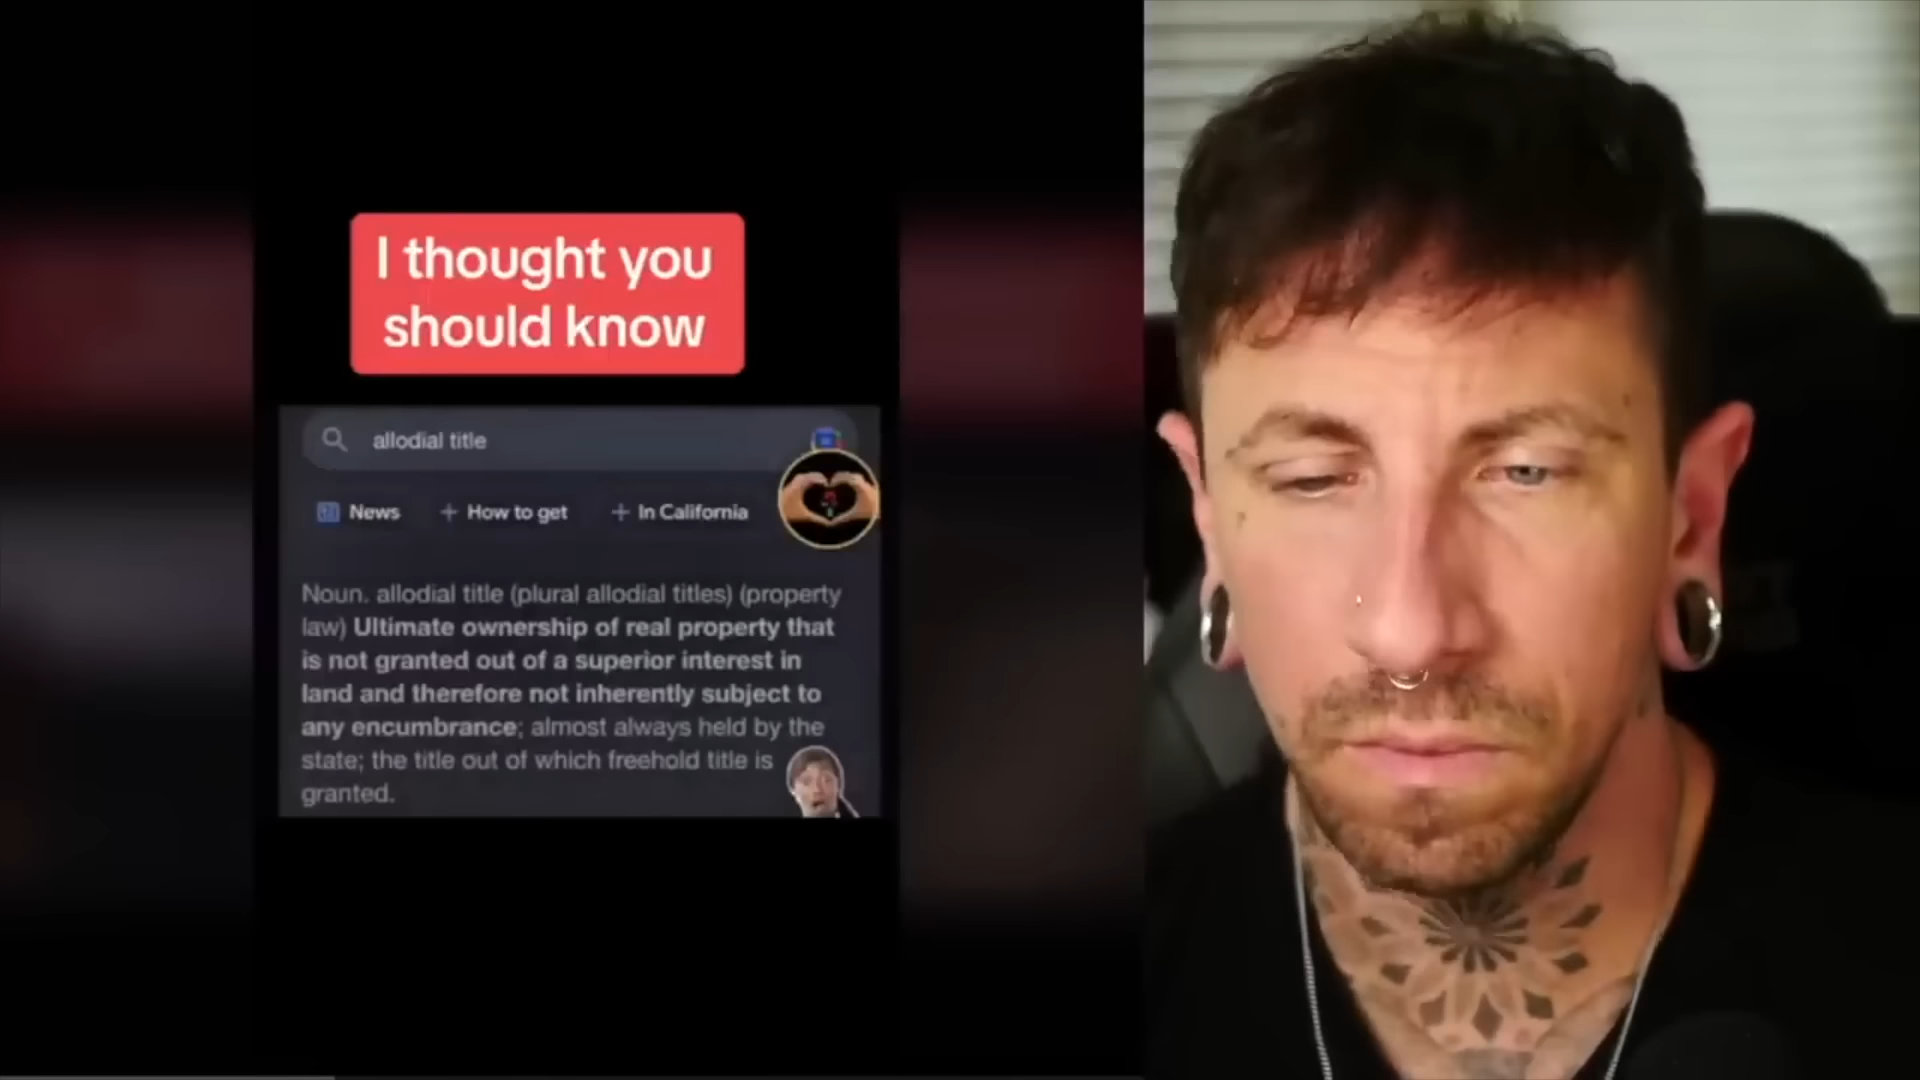 I thought you
should know
allodial title
News + How to get + In California
Noun. allodial title (plural allodial titles) (property
law) Ultimate ownership of real property that
is not granted out of a superior interest in
land and therefore not inherently subject to
any encumbrance; almost always held by the
state; the title out of which freehold title is
granted.